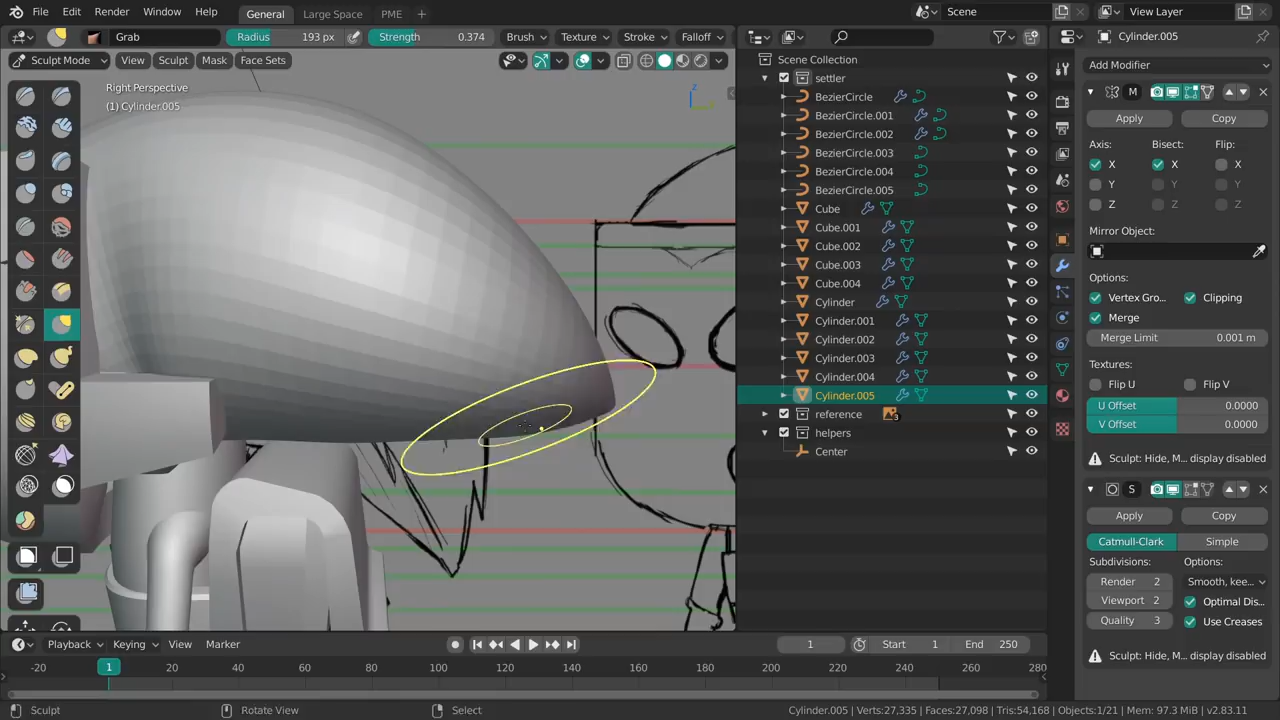 File Edit Render Window Help General Large Space PME + Scene View Layer
Grab Radius 193 px Strength 0.374 Brush Texture Stroke Falloff Cylinder.005
Sculpt Mode View Sculpt Mask Face Sets Scene Collection Add Modifier
settler
Right Perspective
(1) Cylinder.005
Z
BezierCircle M
BezierCircle.001 Apply Copy
BezierCircle.002
BezierCircle.003 Axis: Bisect: Flip:
BezierCircle.004 X X X
BezierCircle.005 Y Y Y
Cube Z Z Z
Cube.001 Mirror Object:
Cube.002
Cube.003 Options:
Cube.004 Vertex Gro... Clipping
Cylinder Merge
Cylinder.001 Merge Limit 0.001 m
Cylinder.002
Cylinder.003 Textures:
Cylinder.004 Flip U Flip V
Cylinder.005 U Offset 0.0000
reference 3 V Offset 0.0000
helpers
Center Sculpt: Hide, M... display disabled
S
Apply Copy
Catmull-Clark Simple
Subdivisions: Options:
Render 2 Smooth, kee...
Viewport 2 Optimal Dis...
Quality 3 Use Creases
Playback Keying View Marker 1 Start 1 End 250
Sculpt: Hide, M... display disabled
-20 1 20 40 60 80 100 120 140 160 180 200 220 240 260 280
Sculpt Rotate View Select Cylinder.005 | Verts:27,335 | Faces:27,098 | Tris:54,168 | Objects:1/21 | Mem: 97.3 MiB | v2.83.11